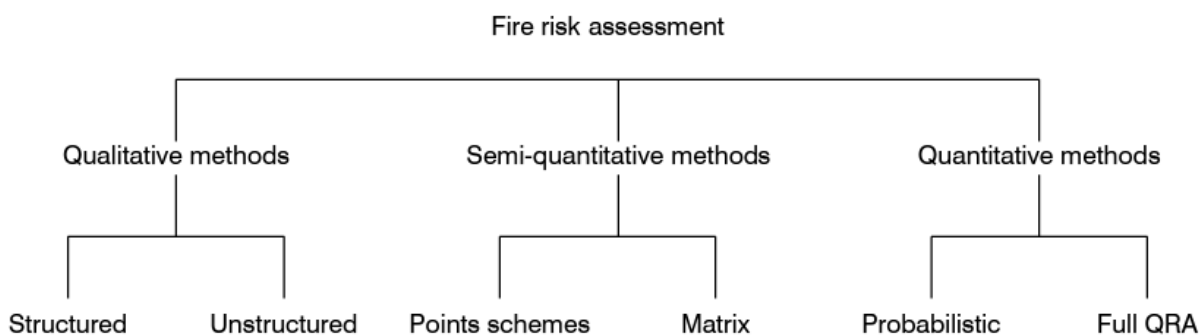 Fire risk assessment
Qualitative methods Semi-quantitative methods Quantitative methods
Structured Unstructured Points schemes Matrix Probabilistic Full QRA